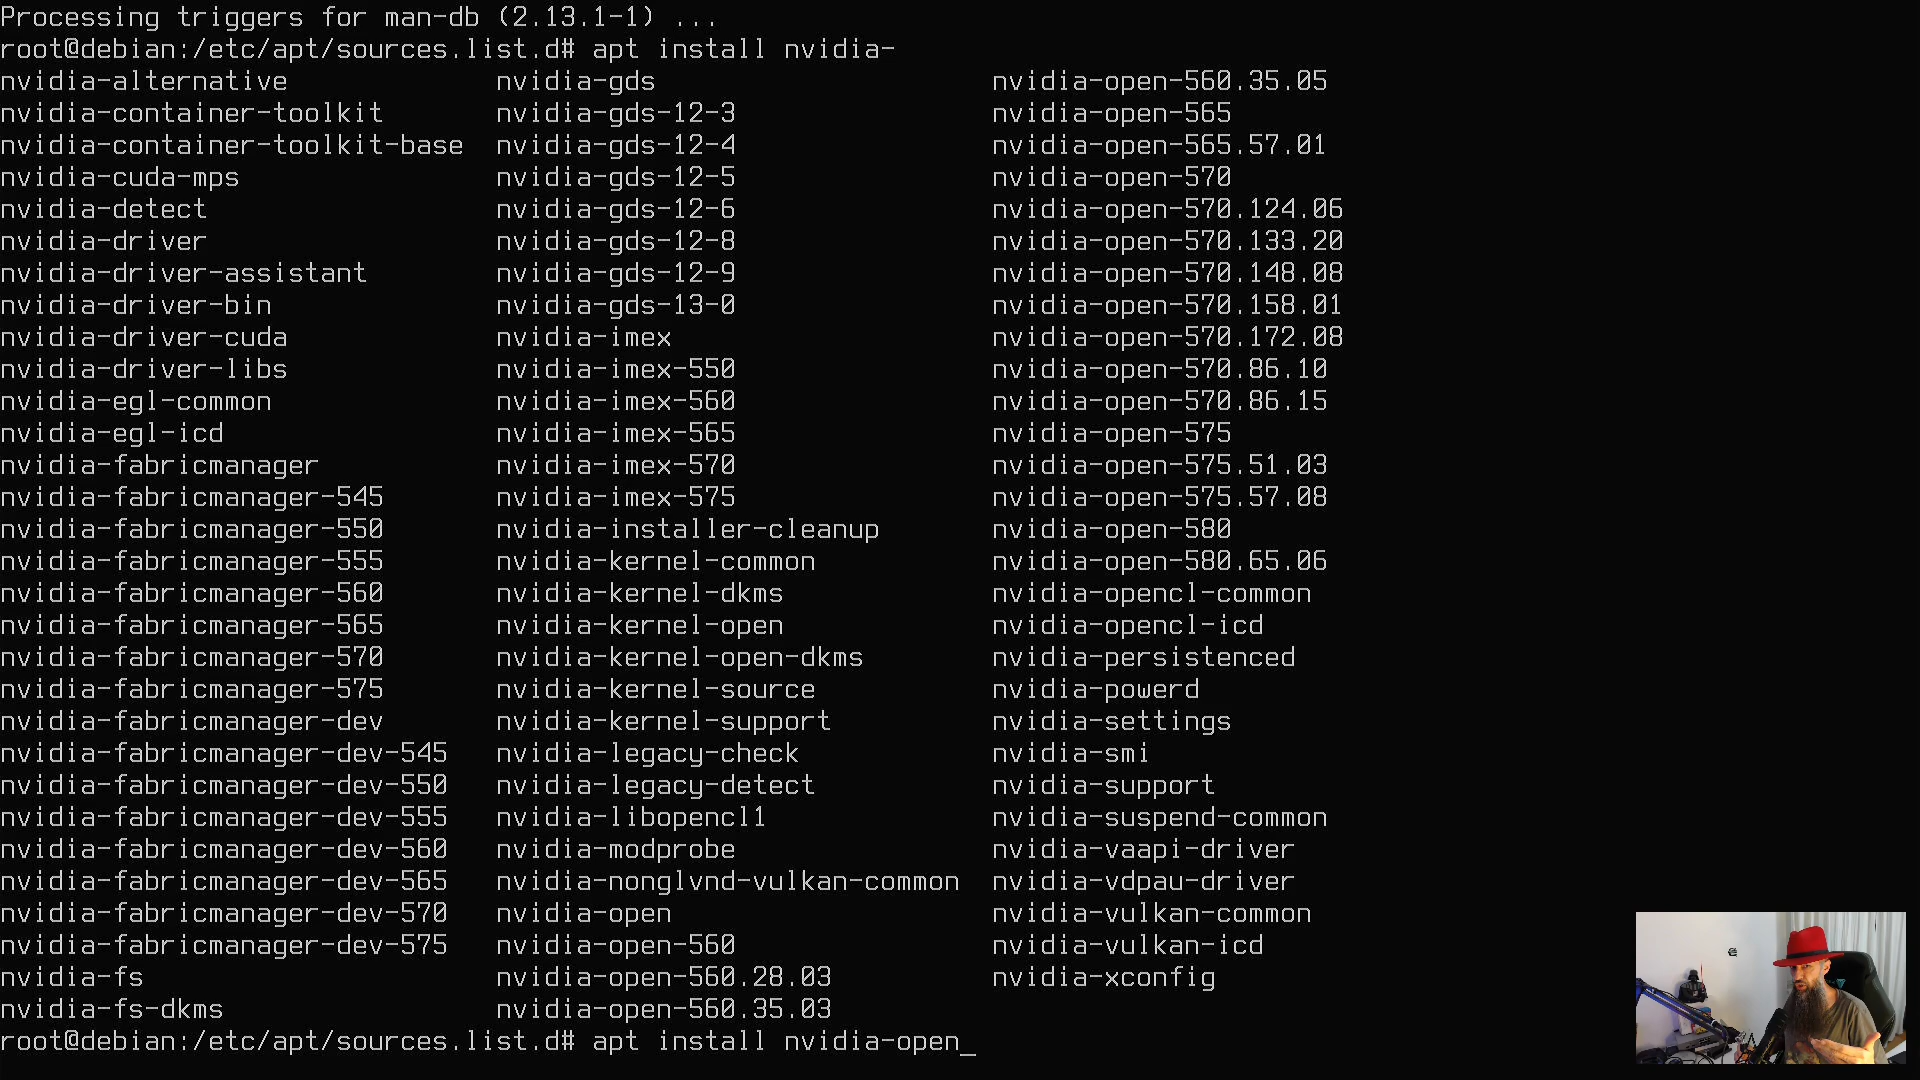 Processing triggers for man-db (2.13.1-1) ...
root@debian:/etc/apt/sources.list.d# apt install nvidia-
nvidia-alternative nvidia-gds nvidia-open-560.35.05
nvidia-container-toolkit nvidia-gds-12-3 nvidia-open-565
nvidia-container-toolkit-base nvidia-gds-12-4 nvidia-open-565.57.01
nvidia-cuda-mps nvidia-gds-12-5 nvidia-open-570
nvidia-detect nvidia-gds-12-6 nvidia-open-570.124.06
nvidia-driver nvidia-gds-12-8 nvidia-open-570.133.20
nvidia-driver-assistant nvidia-gds-12-9 nvidia-open-570.148.08
nvidia-driver-bin nvidia-gds-13-0 nvidia-open-570.158.01
nvidia-driver-cuda nvidia-imex nvidia-open-570.172.08
nvidia-driver-libs nvidia-imex-550 nvidia-open-570.86.10
nvidia-egl-common nvidia-imex-560 nvidia-open-570.86.15
nvidia-egl-icd nvidia-imex-565 nvidia-open-575
nvidia-fabricmanager nvidia-imex-570 nvidia-open-575.51.03
nvidia-fabricmanager-545 nvidia-imex-575 nvidia-open-575.57.08
nvidia-fabricmanager-550 nvidia-installer-cleanup nvidia-open-580
nvidia-fabricmanager-555 nvidia-kernel-common nvidia-open-580.65.06
nvidia-fabricmanager-560 nvidia-kernel-dkms nvidia-opencl-common
nvidia-fabricmanager-565 nvidia-kernel-open nvidia-opencl-icd
nvidia-fabricmanager-570 nvidia-kernel-open-dkms nvidia-persistenced
nvidia-fabricmanager-575 nvidia-kernel-source nvidia-powerd
nvidia-fabricmanager-dev nvidia-kernel-support nvidia-settings
nvidia-fabricmanager-dev-545 nvidia-legacy-check nvidia-smi
nvidia-fabricmanager-dev-550 nvidia-legacy-detect nvidia-support
nvidia-fabricmanager-dev-555 nvidia-libopencl1 nvidia-suspend-common
nvidia-fabricmanager-dev-560 nvidia-modprobe nvidia-vaapi-driver
nvidia-fabricmanager-dev-565 nvidia-nonglvnd-vulkan-common nvidia-vdpau-driver
nvidia-fabricmanager-dev-570 nvidia-open nvidia-vulkan-common
nvidia-fabricmanager-dev-575 nvidia-open-560 nvidia-vulkan-icd
nvidia-fs nvidia-open-560.28.03 nvidia-xconfig
nvidia-fs-dkms nvidia-open-560.35.03
root@debian:/etc/apt/sources.list.d# apt install nvidia-open_